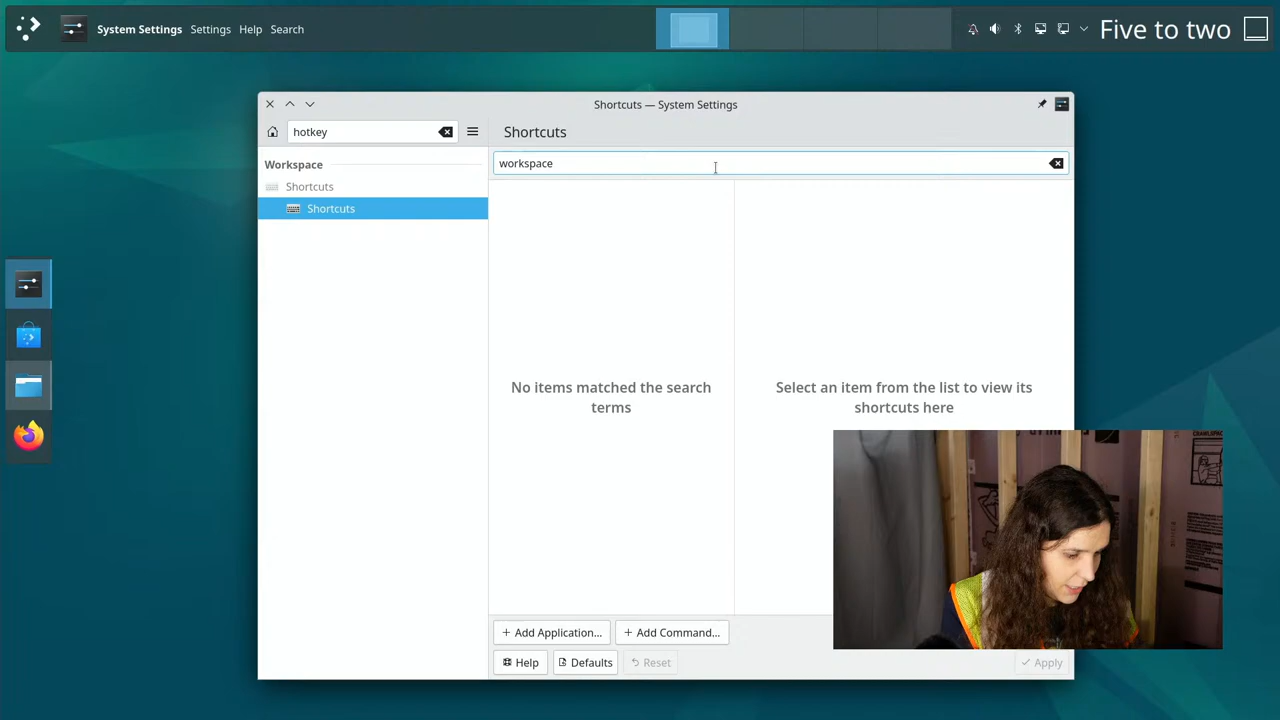 System Settings Settings Help Search
Five to two
Shortcuts — System Settings
hotkey
Shortcuts
workspace
Workspace
Shortcuts
Shortcuts
No items matched the search
terms
Select an item from the list to view its
shortcuts here
CRAWLSPACE
+ Add Application...
+ Add Command...
Help
Defaults
Reset
Apply